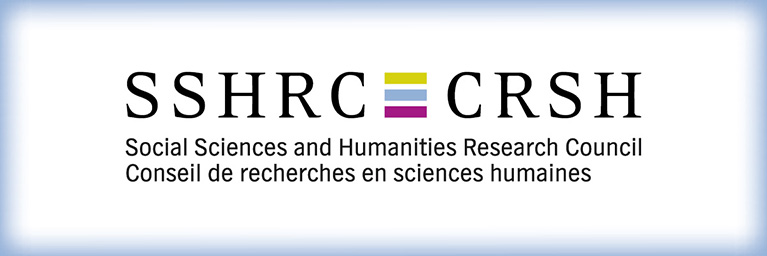 SSHRC CRSH
Social Sciences and Humanities Research Council
Conseil de recherches en sciences humaines